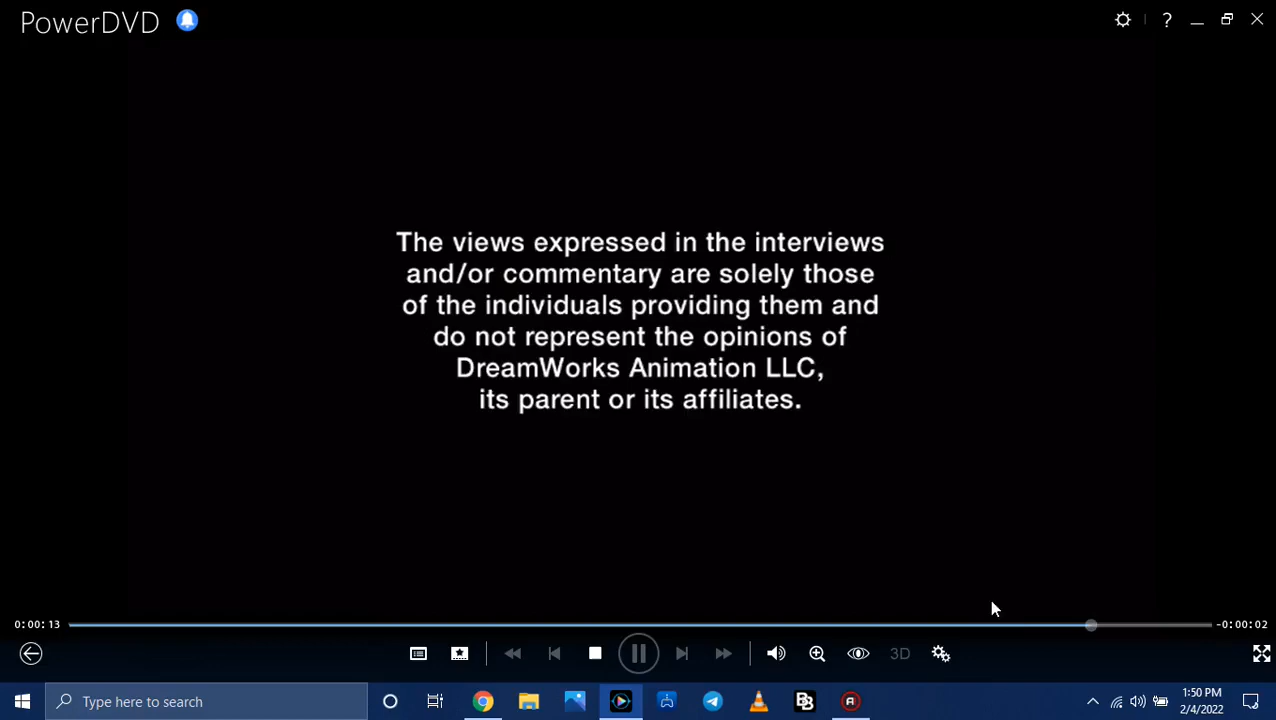 PowerDVD
?
The views expressed in the interviews
and/or commentary are solely those
of the individuals providing them and
do not represent the opinions of
DreamWorks Animation LLC,
its parent or its affiliates.
0:00:13
-0:00:02
3D
Type here to search
BB
1:50 PM
2/4/2022